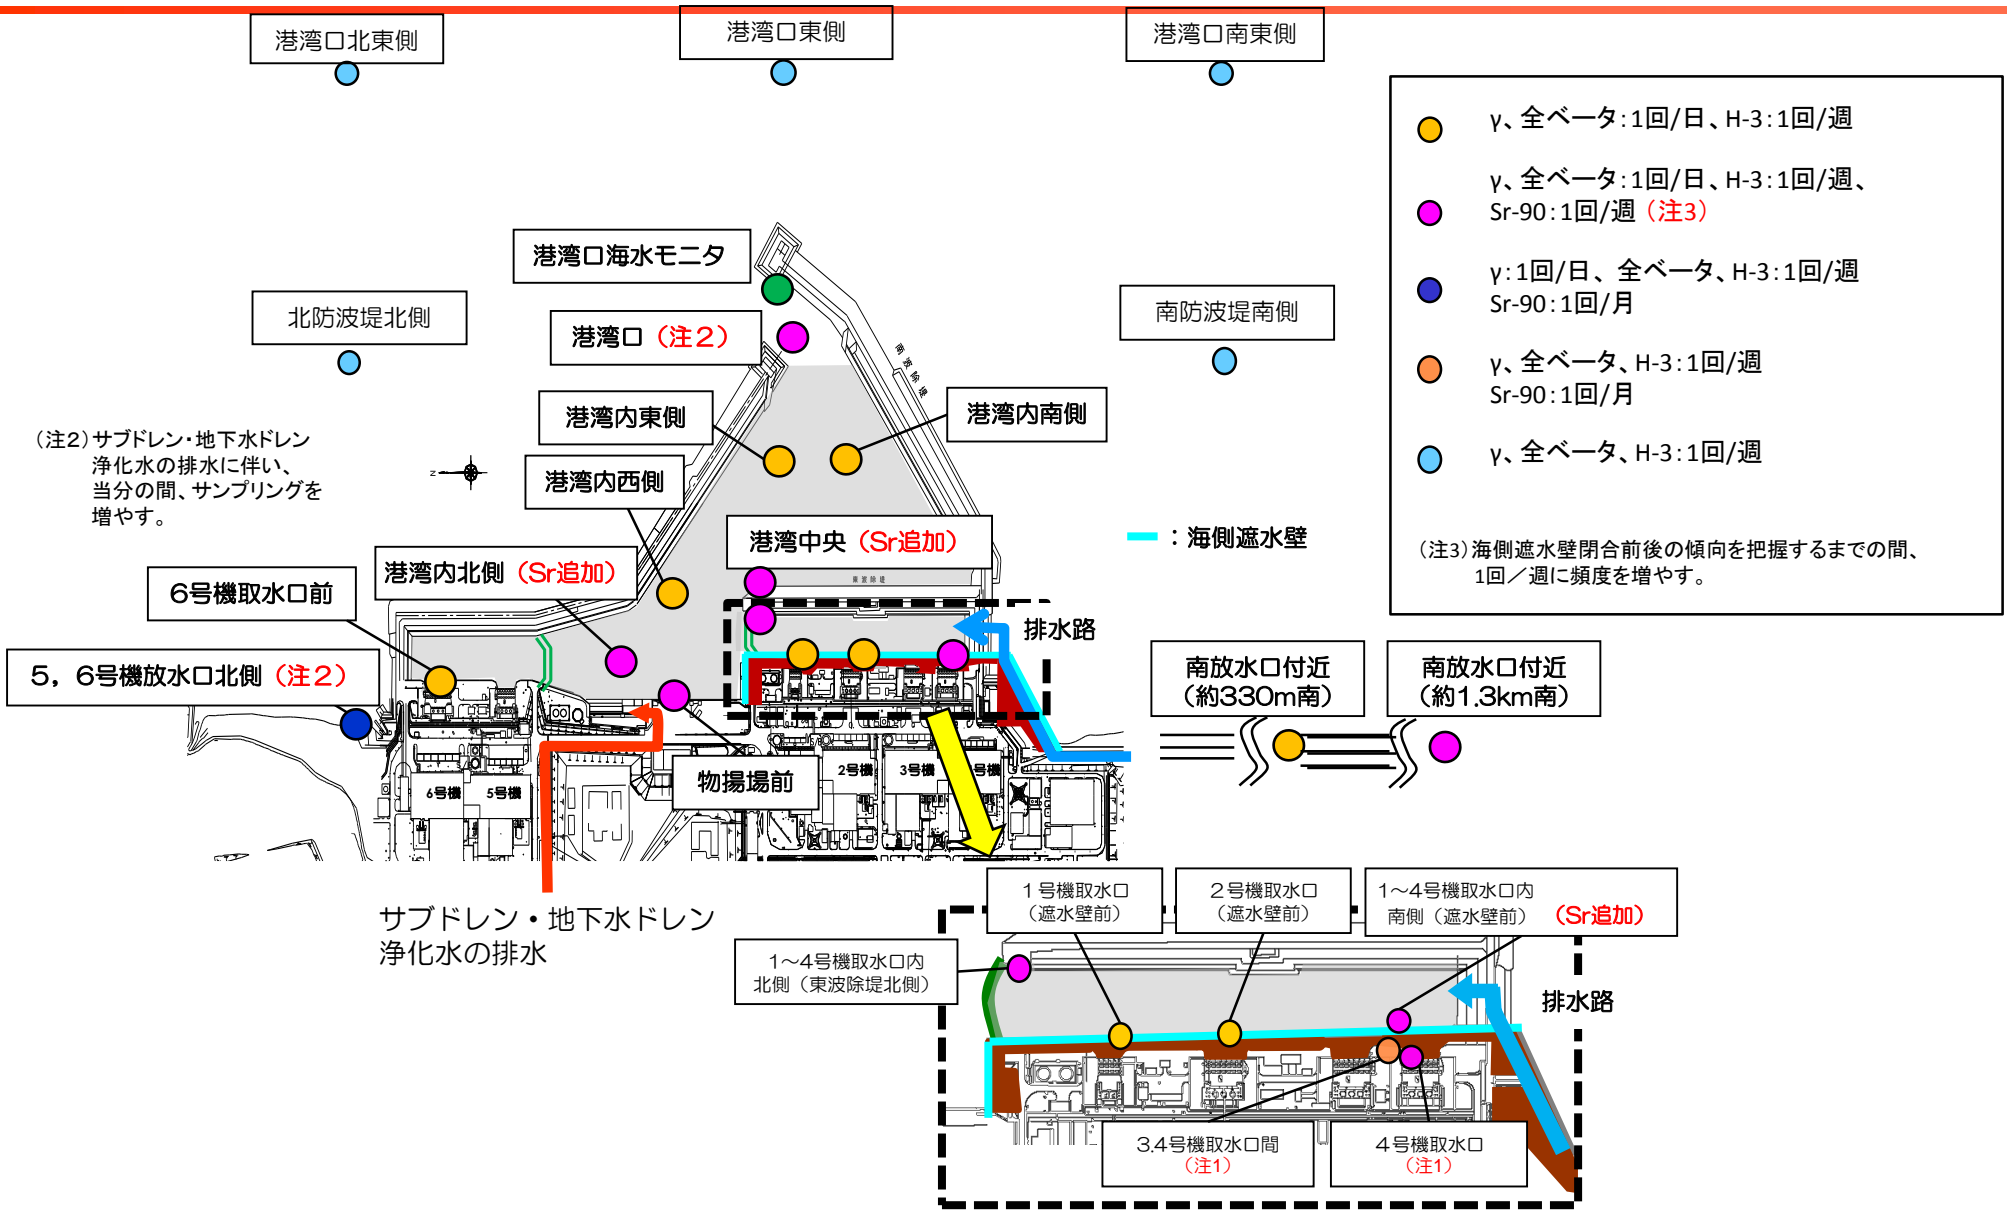 港湾口北東側
港湾口東側
港湾口南東側
γ、全ベータ：1回/日、H-3：1回/週
γ、全ベータ：1回/日、H-3：1回/週、
Sr-90：1回/週（注3）
γ：1回/日、全ベータ、H-3：1回/週
Sr-90：1回/月
γ、全ベータ、H-3：1回/週
Sr-90：1回/月
γ、全ベータ、H-3：1回/週
（注3）海側遮水壁閉合前後の傾向を把握するまでの間、
1回／週に頻度を増やす。
港湾口海水モニタ
北防波堤北側
港湾口（注２）
南防波堤南側
南波除堤
港湾内東側
港湾内南側
（注2）サブドレン・地下水ドレン
浄化水の排水に伴い、
当分の間、サンプリングを
増やす。
Z
港湾内西側
港湾中央（Sr追加）
：海側遮水壁
港湾内北側（Sr追加）
東波除堤
6号機取水口前
排水路
5，6号機放水口北側（注２）
南放水口付近
（約330m南）
南放水口付近
（約1.3km南）
物揚場前
2号機
3号機
号機
6号機
5号機
サブドレン・地下水ドレン
浄化水の排水
１号機取水口
（遮水壁前）
２号機取水口
（遮水壁前）
1～4号機取水口内
南側（遮水壁前）（Sr追加）
1～4号機取水口内
北側（東波除堤北側）
排水路
3.4号機取水口間
（注1）
4号機取水口
（注1）